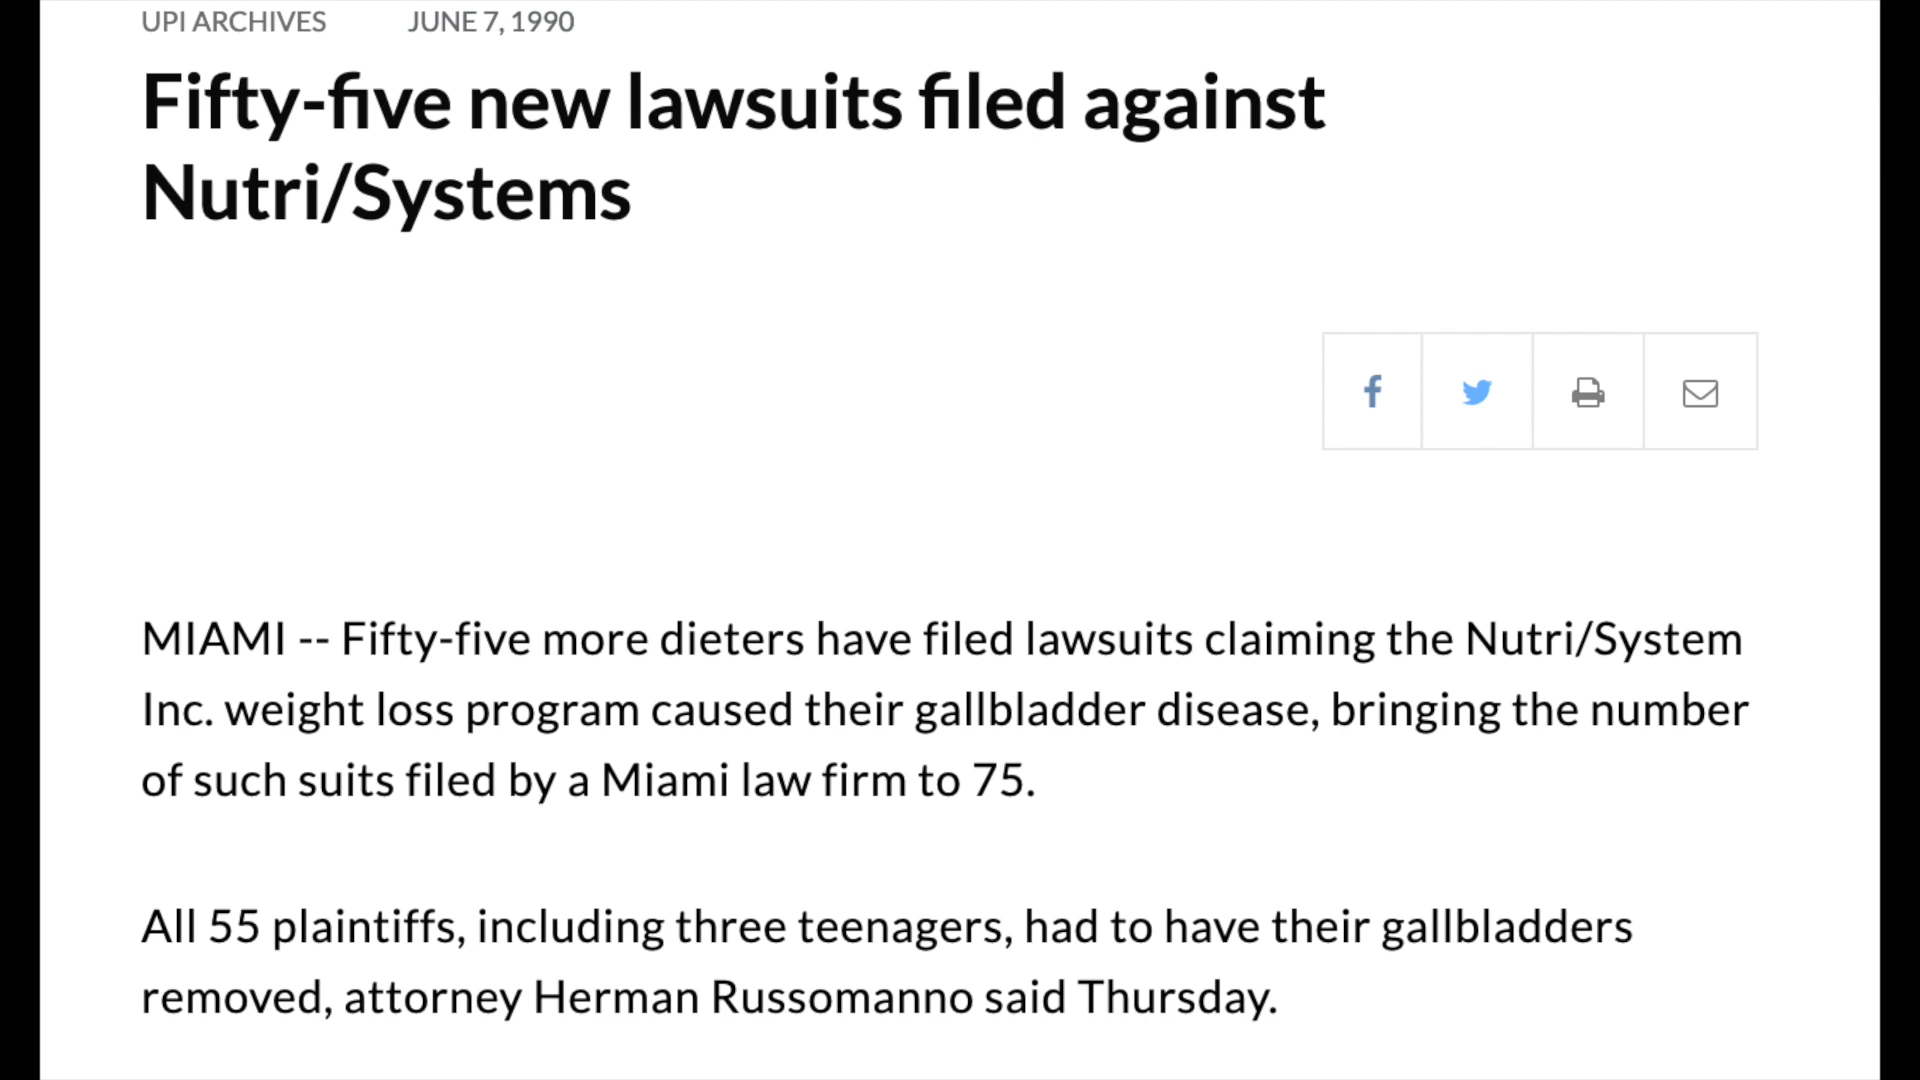 UPI ARCHIVES JUNE 7, 1990
Fifty-five new lawsuits filed against
Nutri/Systems
MIAMI -- Fifty-five more dieters have filed lawsuits claiming the Nutri/System
Inc. weight loss program caused their gallbladder disease, bringing the number
of such suits filed by a Miami law firm to 75.
All 55 plaintiffs, including three teenagers, had to have their gallbladders
removed, attorney Herman Russomanno said Thursday.